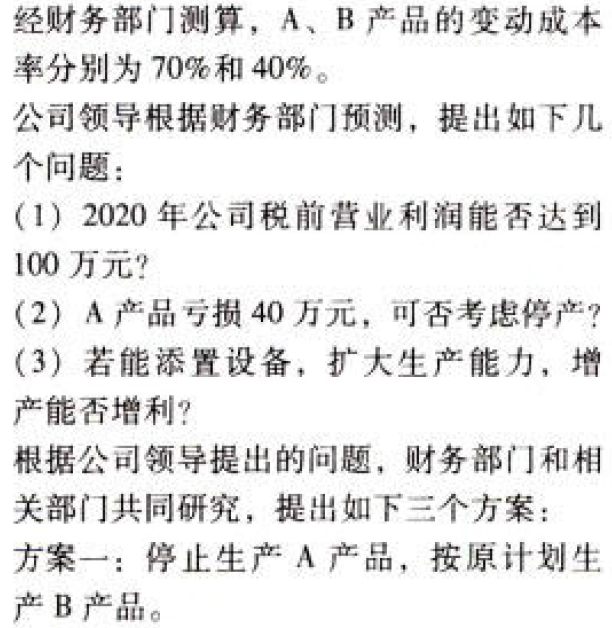 经财务部门测算，A、B 产品的变动成本
率分别为 70%和 40%。
公司领导根据财务部门预测，提出如下几
个问题：
(1) 2020 年公司税前营业利润能否达到
100 万元?
(2) A 产品亏损 40 万元，可否考虑停产?
(3) 若能添置设备，扩大生产能力，增
产能否增利?
根据公司领导提出的问题，财务部门和相
关部门共同研究，提出如下三个方案：
方案一：停止生产 A 产品，按原计划生
产 B 产品。